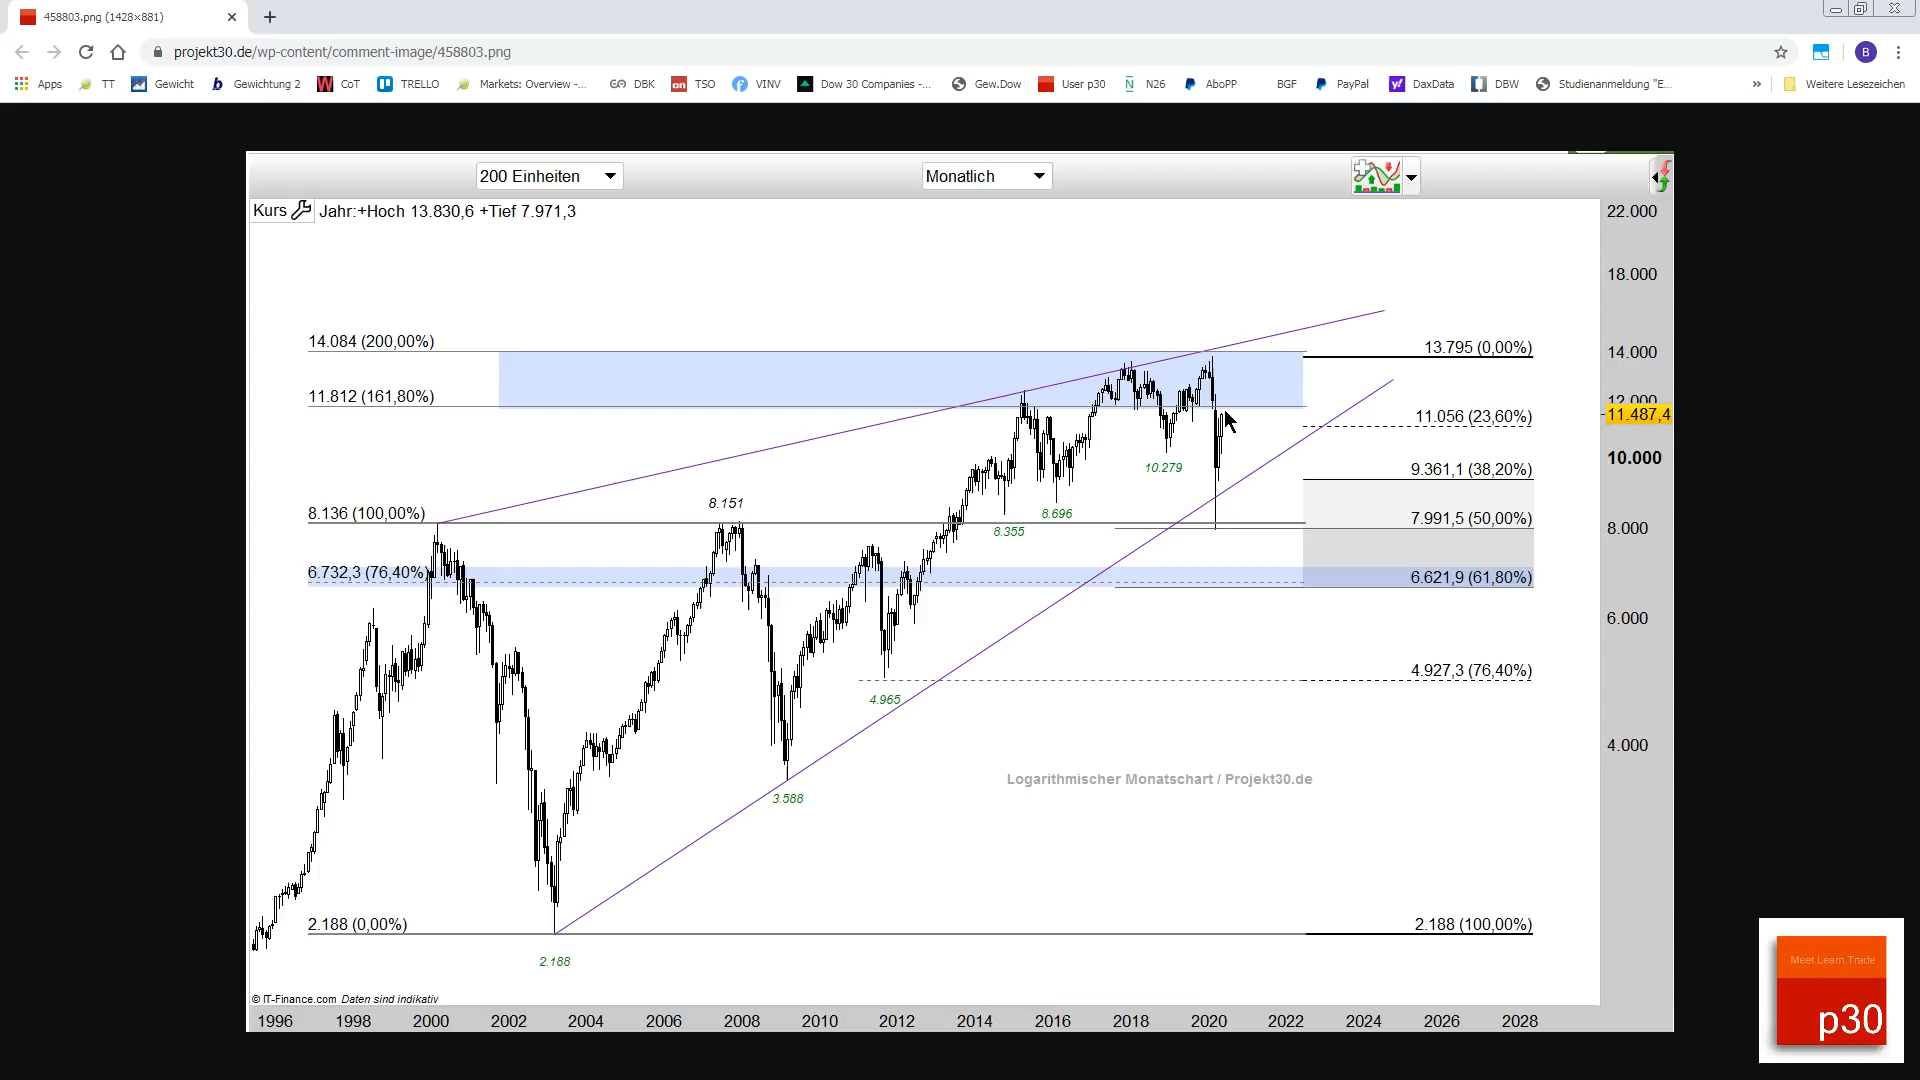 458803.png (1428×881)
projekt30.de/wp-content/comment-image/458803.png
B
Apps TT Gewicht Gewichtung 2 CoT TRELLO Markets: Overview -... DBK TSO VINV Dow 30 Companies -... Gew.Dow User p30 N26 AboPP BGF PayPal DaxData DBW Studienanmeldung "E... » Weitere Lesezeichen
200 Einheiten Monatlich
Kurs Jahr:+Hoch 13.830,6 +Tief 7.971,3
22.000
18.000
14.084 (200,00%) 13.795 (0,00%) 14.000
11.812 (161,80%) 12.000
11.056 (23,60%) 11.487,4
10.000
10.279 9.361,1 (38,20%)
8.136 (100,00%) 8.151 8.696 7.991,5 (50,00%)
8.355 8.000
6.732,3 (76,40%) 6.621,9 (61,80%)
6.000
4.927,3 (76,40%)
4.965
4.000
Logarithmischer Monatschart / Projekt30.de
3.588
2.188 (0,00%) 2.188 (100,00%)
2.188
© IT-Finance.com Daten sind indikativ
1996 1998 2000 2002 2004 2006 2008 2010 2012 2014 2016 2018 2020 2022 2024 2026 2028
Meet.Learn.Trade
p30